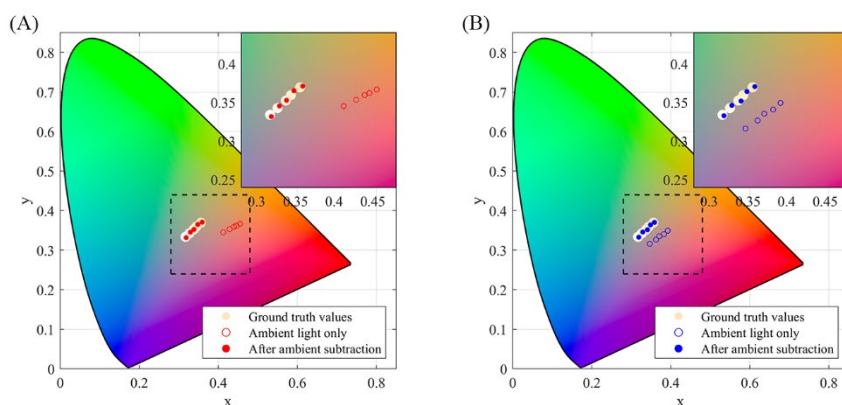 (A)
0.8
0.7
0.6
0.5
0.4
0.3
0.2
0.1
0
y
0 0.2 0.4 0.6 0.8
x
0.4
0.35
0.3
0.25
0.3 0.35 0.4 0.45
Ground truth values
Ambient light only
After ambient subtraction
(B)
0.8
0.7
0.6
0.5
0.4
0.3
0.2
0.1
0
y
0 0.2 0.4 0.6 0.8
x
0.4
0.35
0.3
0.25
0.3 0.35 0.4 0.45
Ground truth values
Ambient light only
After ambient subtraction